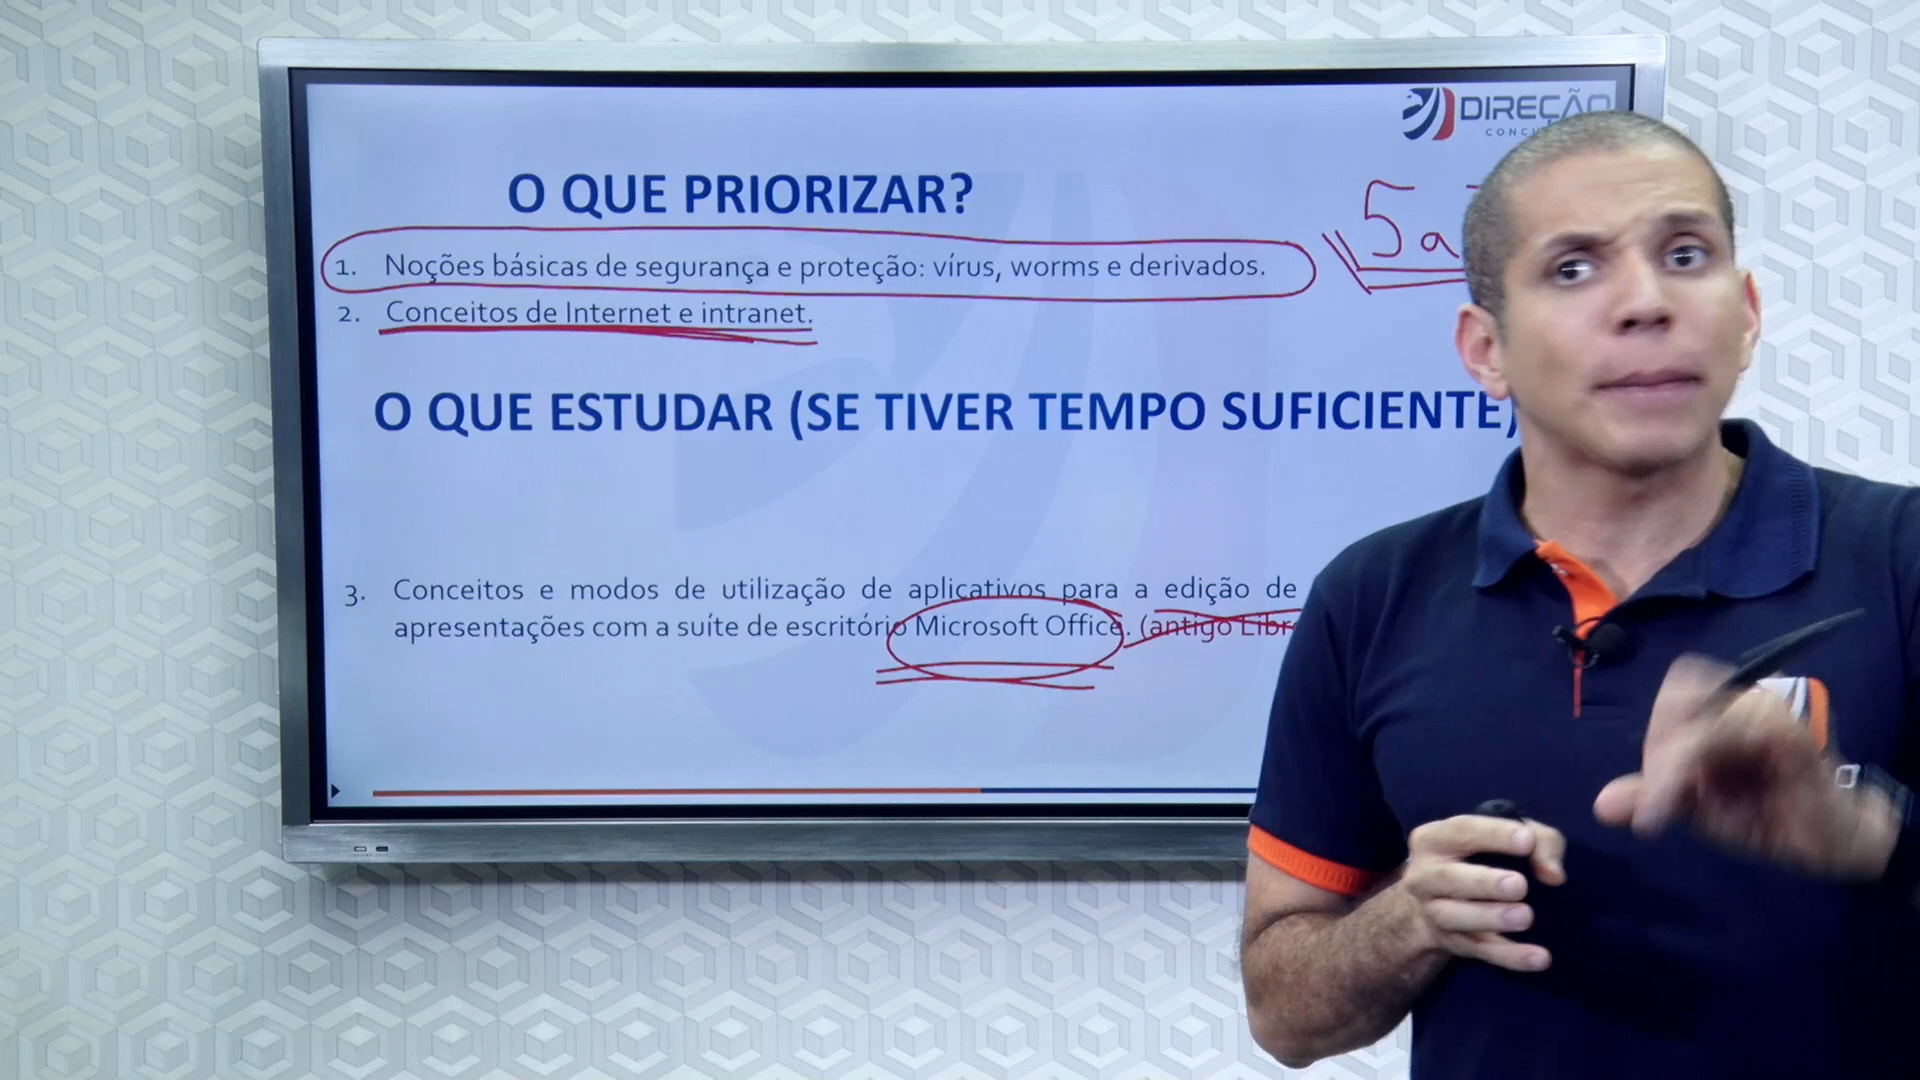 DIREÇÃO
O QUE PRIORIZAR?
5 a
1. Noções básicas de segurança e proteção: vírus, worms e derivados.
2. Conceitos de Internet e intranet.
O QUE ESTUDAR (SE TIVER TEMPO SUFICIENTE)
3. Conceitos e modos de utilização de aplicativos para a edição de
apresentações com a suíte de escritório Microsoft Office. (antigo